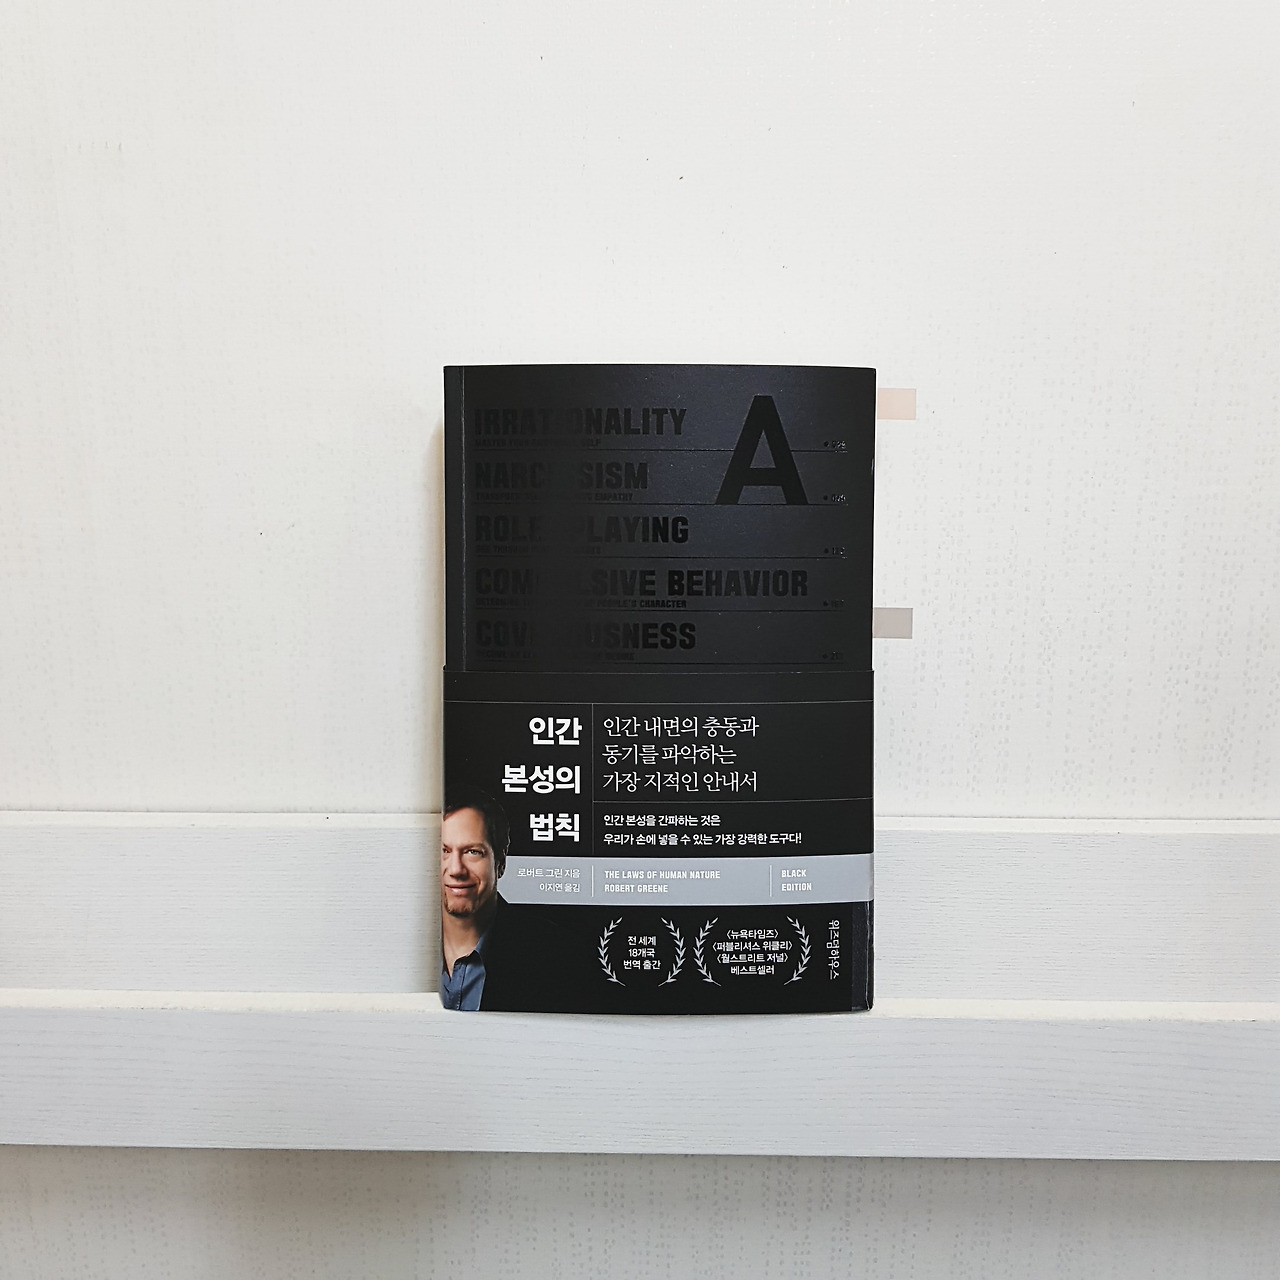 IRRATIONALITY
A
NARCISSISM
ROLE-PLAYING
COMPULSIVE BEHAVIOR
PEOPLE'S CHARACTER
COVETOUSNESS
인간
본성의
법칙
인간 내면의 충동과
동기를 파악하는
가장 지적인 안내서
인간 본성을 간파하는 것은
우리가 손에 넣을 수 있는 가장 강력한 도구다!
로버트 그린 지음
이지연 옮김
THE LAWS OF HUMAN NATURE
ROBERT GREENE
BLACK
EDITION
전 세계
18개국
번역 출간
〈뉴욕타임즈〉
〈퍼블리셔스 위클리〉
〈월스트리트 저널〉
베스트셀러
위즈덤하우스